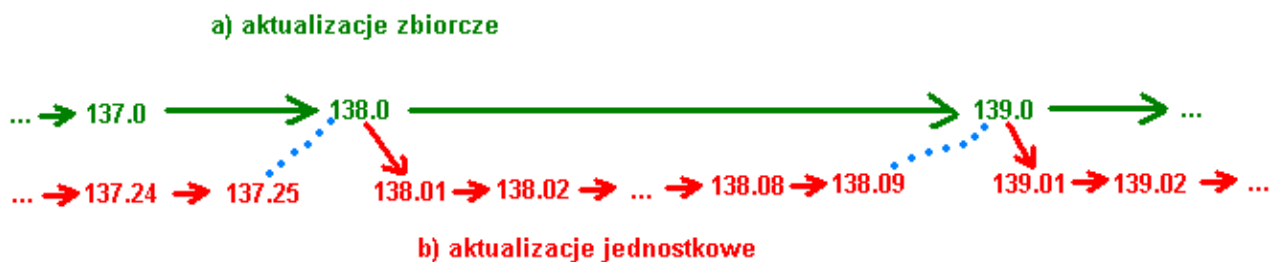 a) aktualizacje zbiorcze
... 137.0 138.0 139.0 ...
... 137.24 137.25 138.01 138.02 ... 138.08 138.09 139.01 139.02 ...
b) aktualizacje jednostkowe